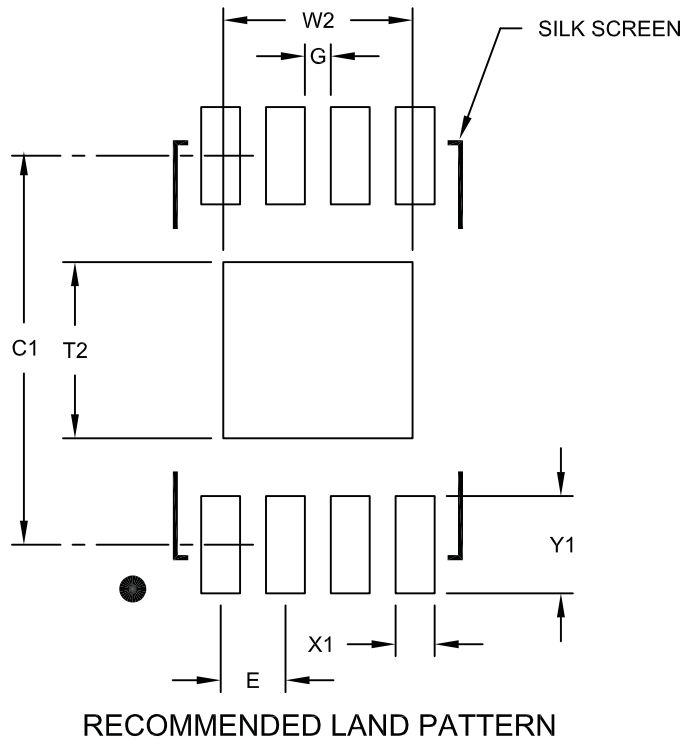 W2
SILK SCREEN
G
C1
T2
Y1
X1
E
RECOMMENDED LAND PATTERN